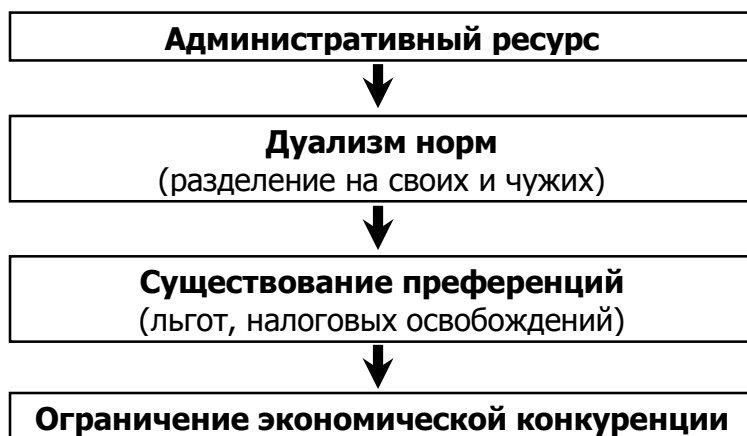 Административный ресурс
Дуализм норм
(разделение на своих и чужих)
Существование преференций
(льгот, налоговых освобождений)
Ограничение экономической конкуренции